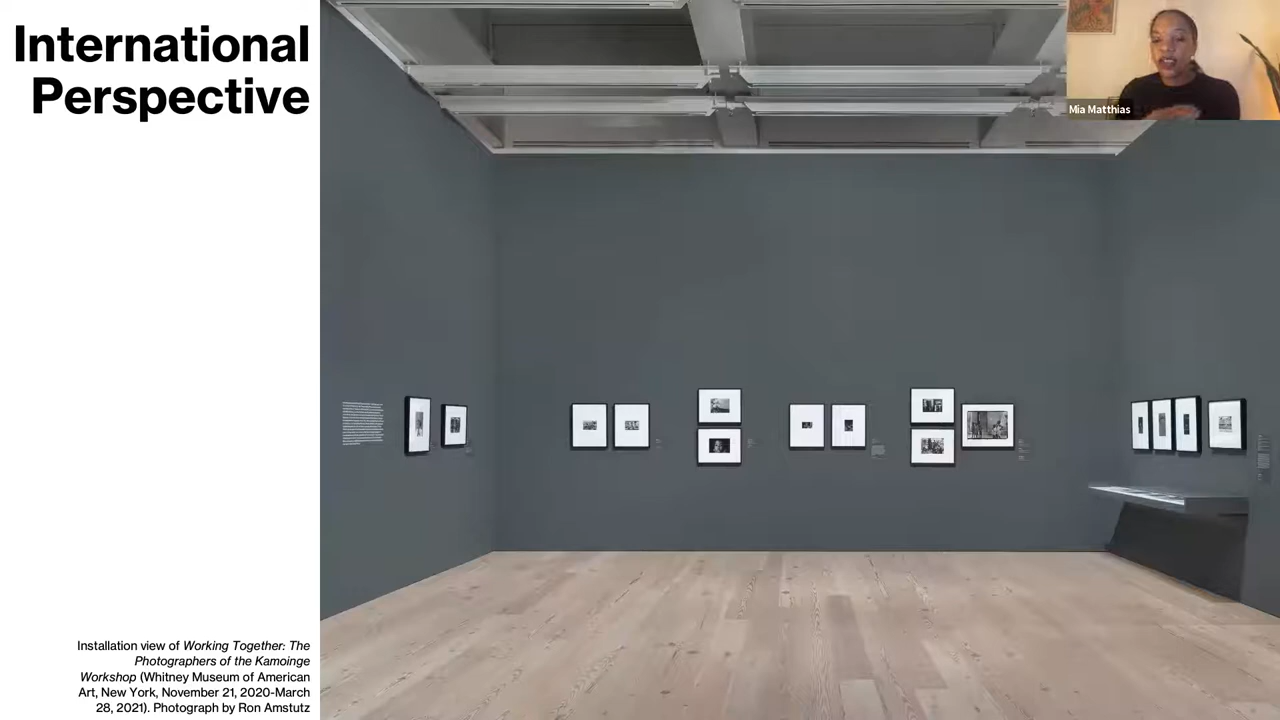 International
Perspective
Mia Matthias
Installation view of Working Together: The
Photographers of the Kamoinge
Workshop (Whitney Museum of American
Art, New York, November 21, 2020-March
28, 2021). Photograph by Ron Amstutz